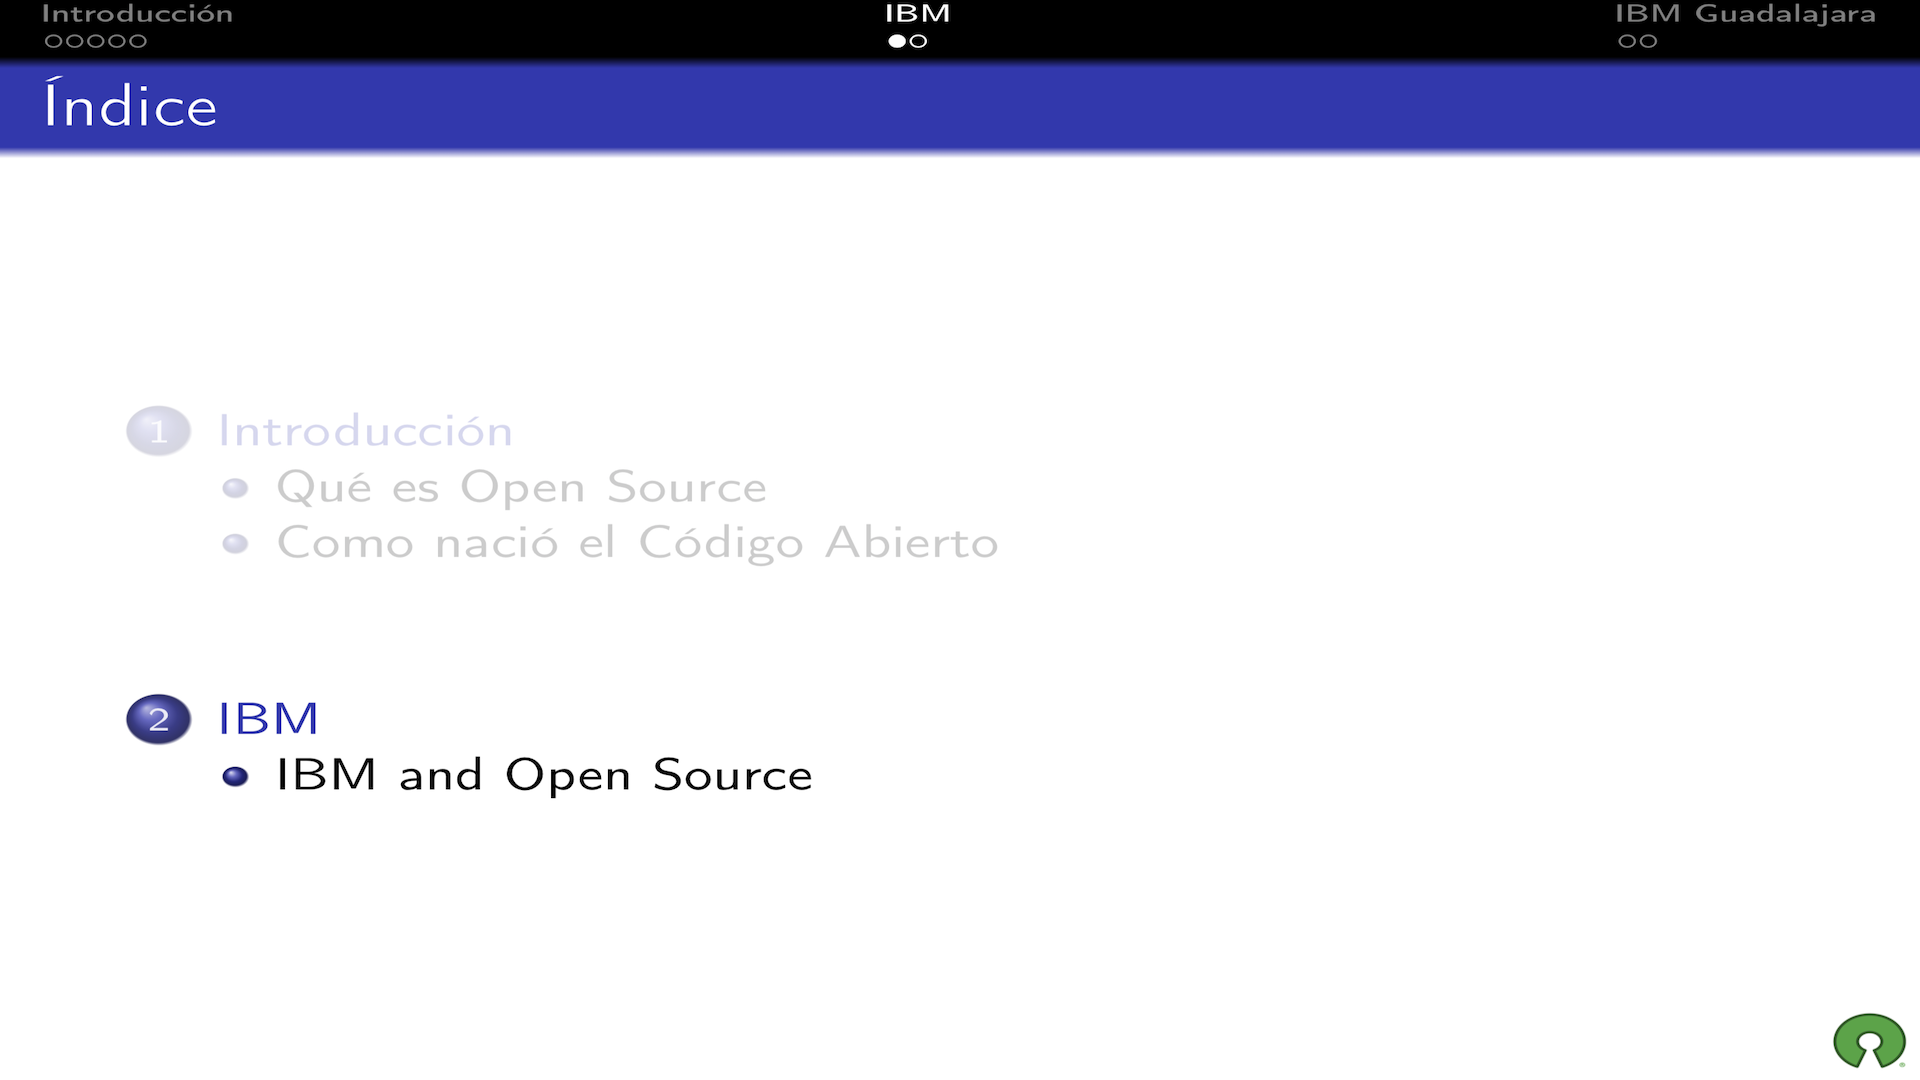 Introducción
IBM
IBM Guadalajara
Índice
1 Introducción
Qué es Open Source
Como nació el Código Abierto
2 IBM
IBM and Open Source